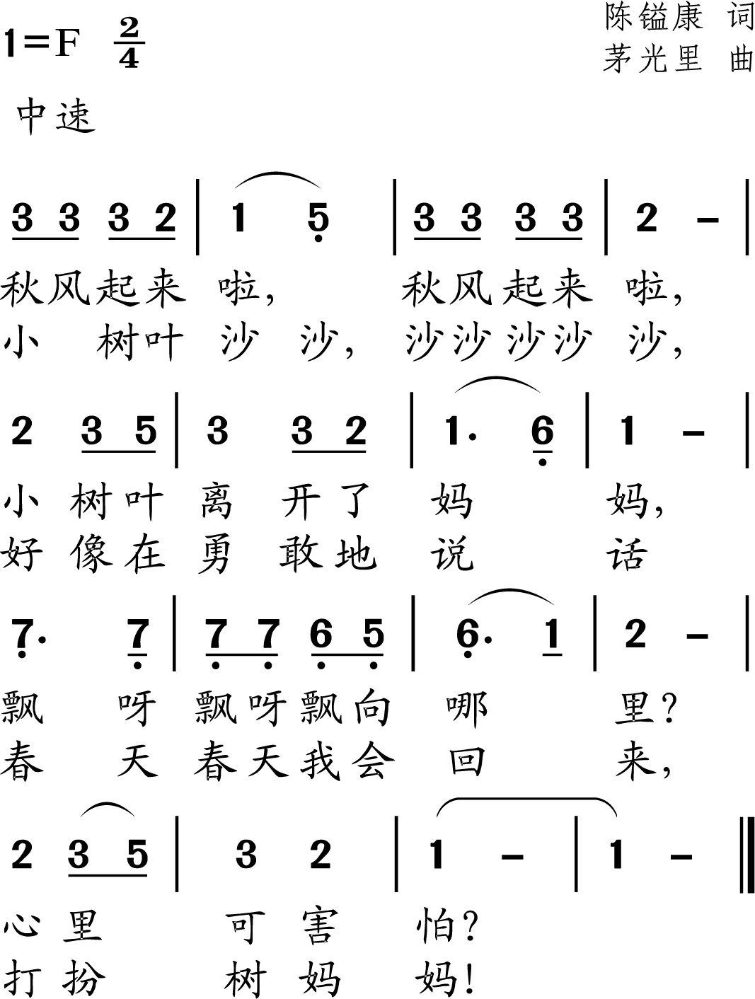 1=F 2/4 陈镒康 词
茅光里 曲
中速
3 3 3 2 | 1 5̣ | 3 3 3 3 | 2 – |
秋风起来 啦， 秋风起来 啦，
小 树叶 沙 沙， 沙沙沙沙 沙，
2 3 5 | 3 3 2 | 1. 6̣ | 1 – |
小 树叶 离 开了 妈 妈，
好 像在 勇 敢地 说 话
7̣. 7̣ | 7̣ 7̣ 6̣ 5̣ | 6̣. 1 | 2 – |
飘 呀 飘呀飘向 哪 里？
春 天 春天我会 回 来，
2 3 5 | 3 2 | 1 – | 1 – ‖
心 里 可 害 怕？
打 扮 树 妈 妈！